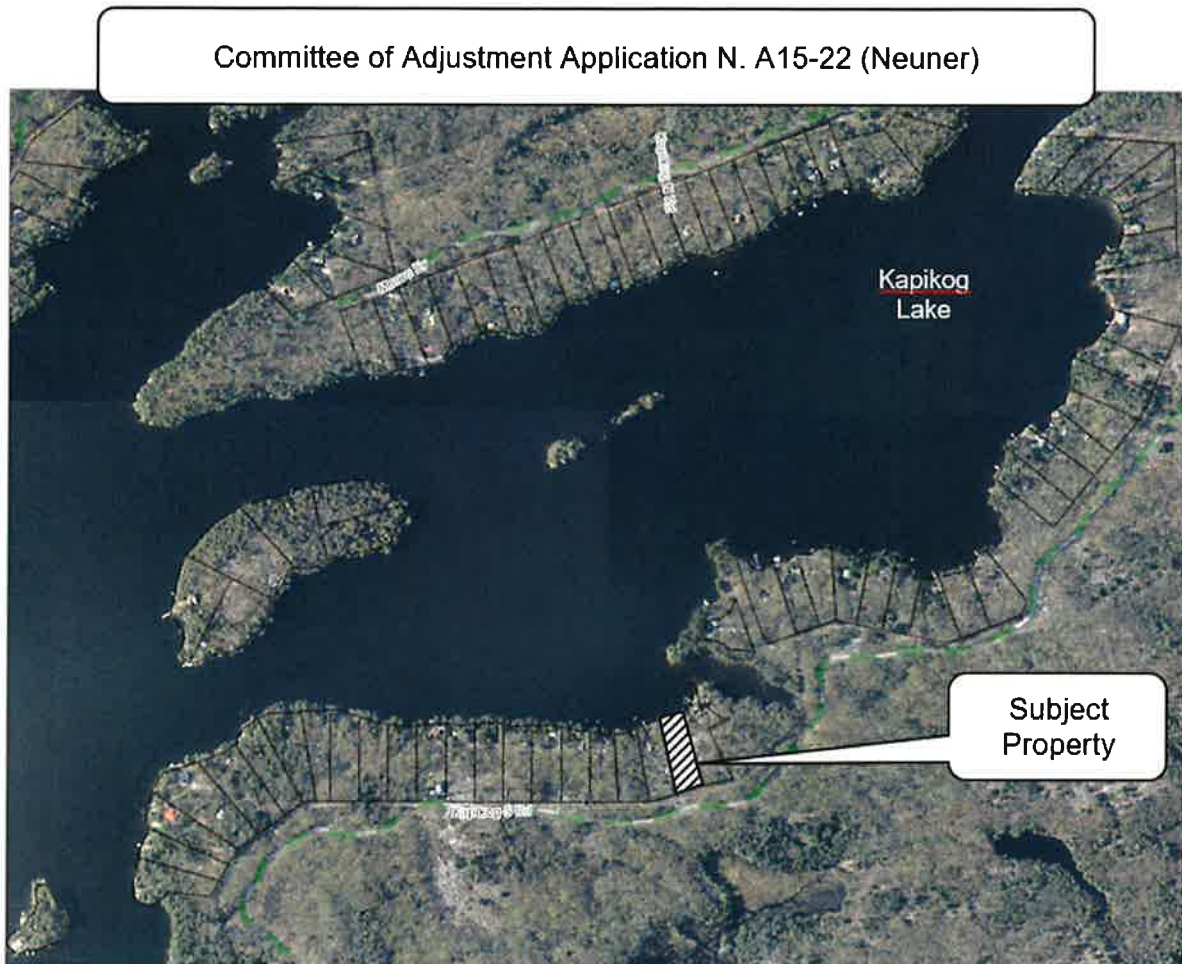 Committee of Adjustment Application N. A15-22 (Neuner)
Kapikog
Lake
Subject
Property